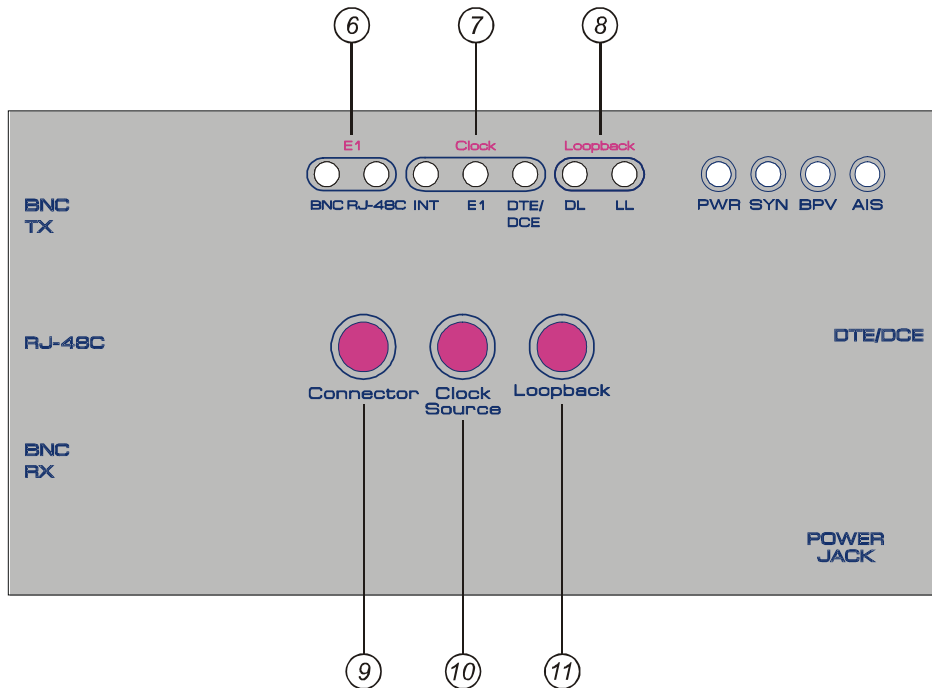 6 7 8
E1 Clock Loopback
BNC RJ-48C INT E1 DTE/ DL LL PWR SYN BPV AIS
DCE
BNC
TX
RJ-48C DTE/DCE
Connector Clock Loopback
Source
BNC
RX
POWER
JACK
9 10 11